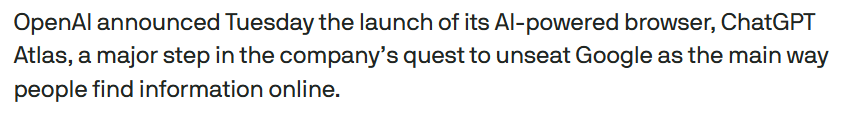 OpenAI announced Tuesday the launch of its AI-powered browser, ChatGPT
Atlas, a major step in the company’s quest to unseat Google as the main way
people find information online.